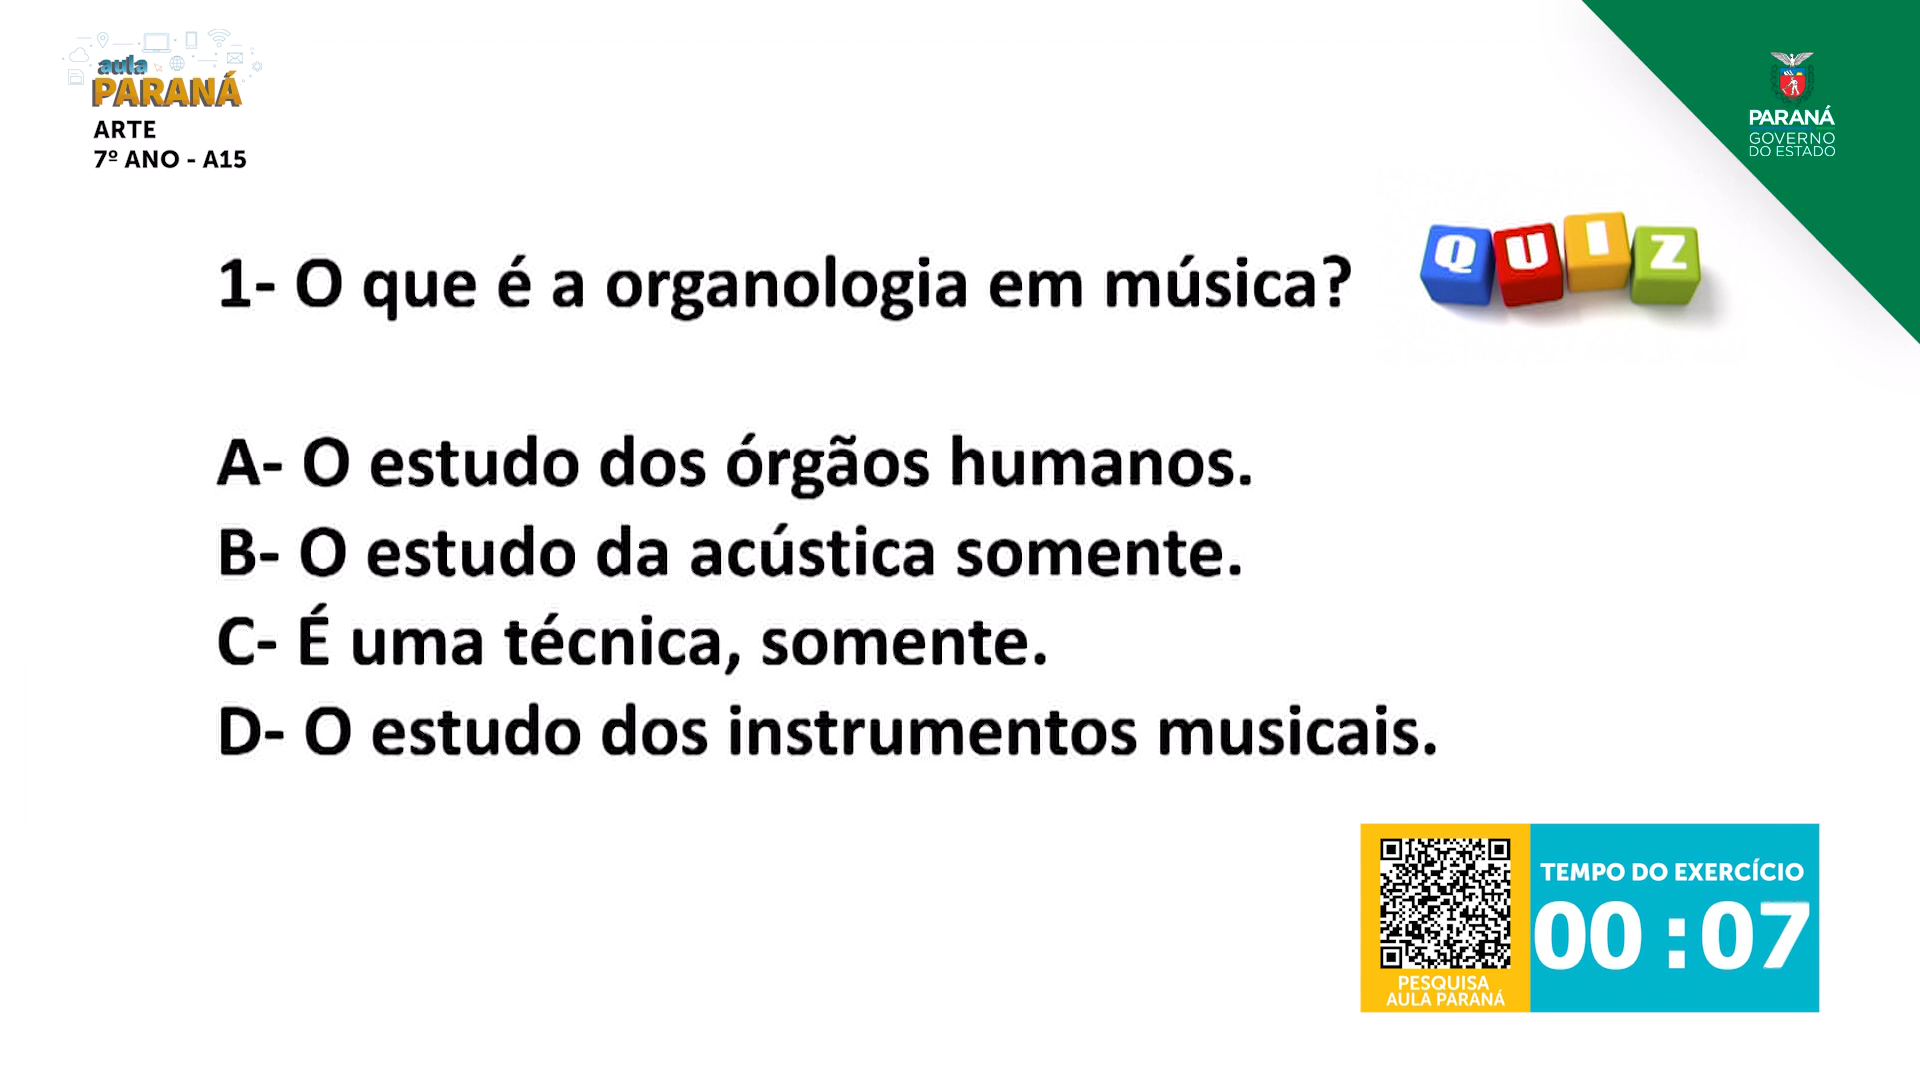 aula
PARANÁ
ARTE
7º ANO - A15
PARANÁ
GOVERNO
DO ESTADO
QUIZ
1- O que é a organologia em música?
A- O estudo dos órgãos humanos.
B- O estudo da acústica somente.
C- É uma técnica, somente.
D- O estudo dos instrumentos musicais.
PESQUISA
AULA PARANÁ
TEMPO DO EXERCÍCIO
00 : 07